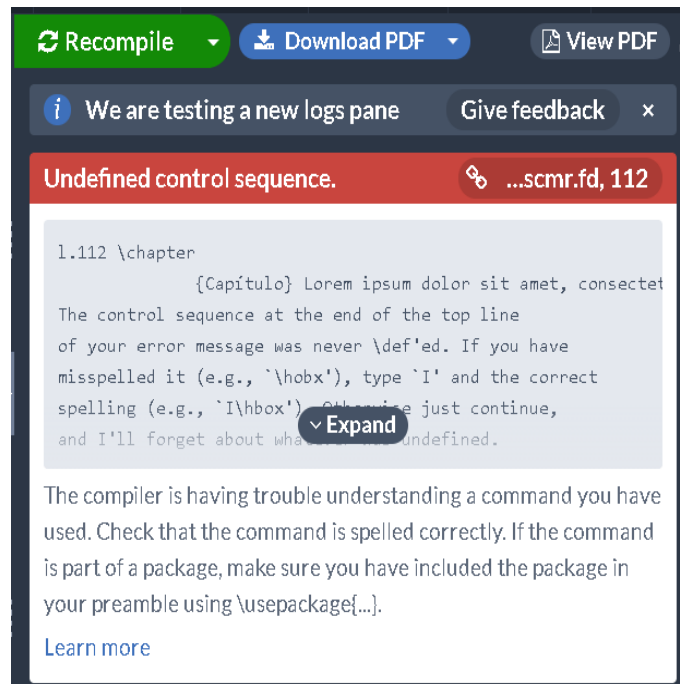 Recompile Download PDF View PDF
i We are testing a new logs pane Give feedback ×
Undefined control sequence. ...scmr.fd, 112
l.112 \chapter
{Capítulo} Lorem ipsum dolor sit amet, consectet
The control sequence at the end of the top line
of your error message was never \def'ed. If you have
misspelled it (e.g., `\hobx'), type `I' and the correct
spelling (e.g., `I\hbox'). Otherwise just continue,
and I'll forget about undefined.
Expand
The compiler is having trouble understanding a command you have
used. Check that the command is spelled correctly. If the command
is part of a package, make sure you have included the package in
your preamble using \usepackage{...}.
Learn more